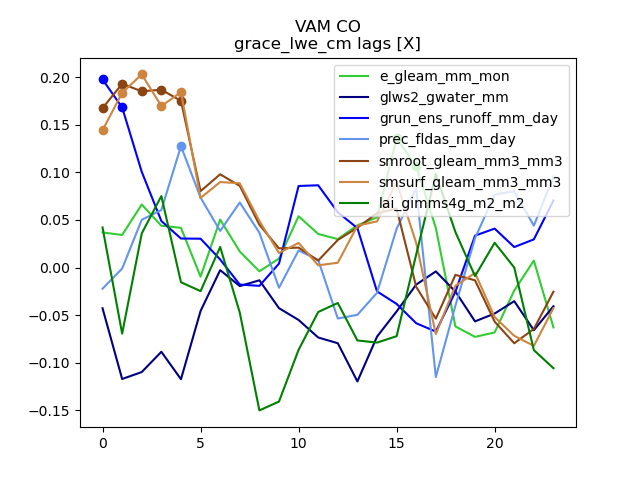 VAM CO
grace_lwe_cm lags [X]
e_gleam_mm_mon
glws2_gwater_mm
grun_ens_runoff_mm_day
prec_fldas_mm_day
smroot_gleam_mm3_mm3
smsurf_gleam_mm3_mm3
lai_gimms4g_m2_m2
0.20
0.15
0.10
0.05
0.00
−0.05
−0.10
−0.15
0 5 10 15 20